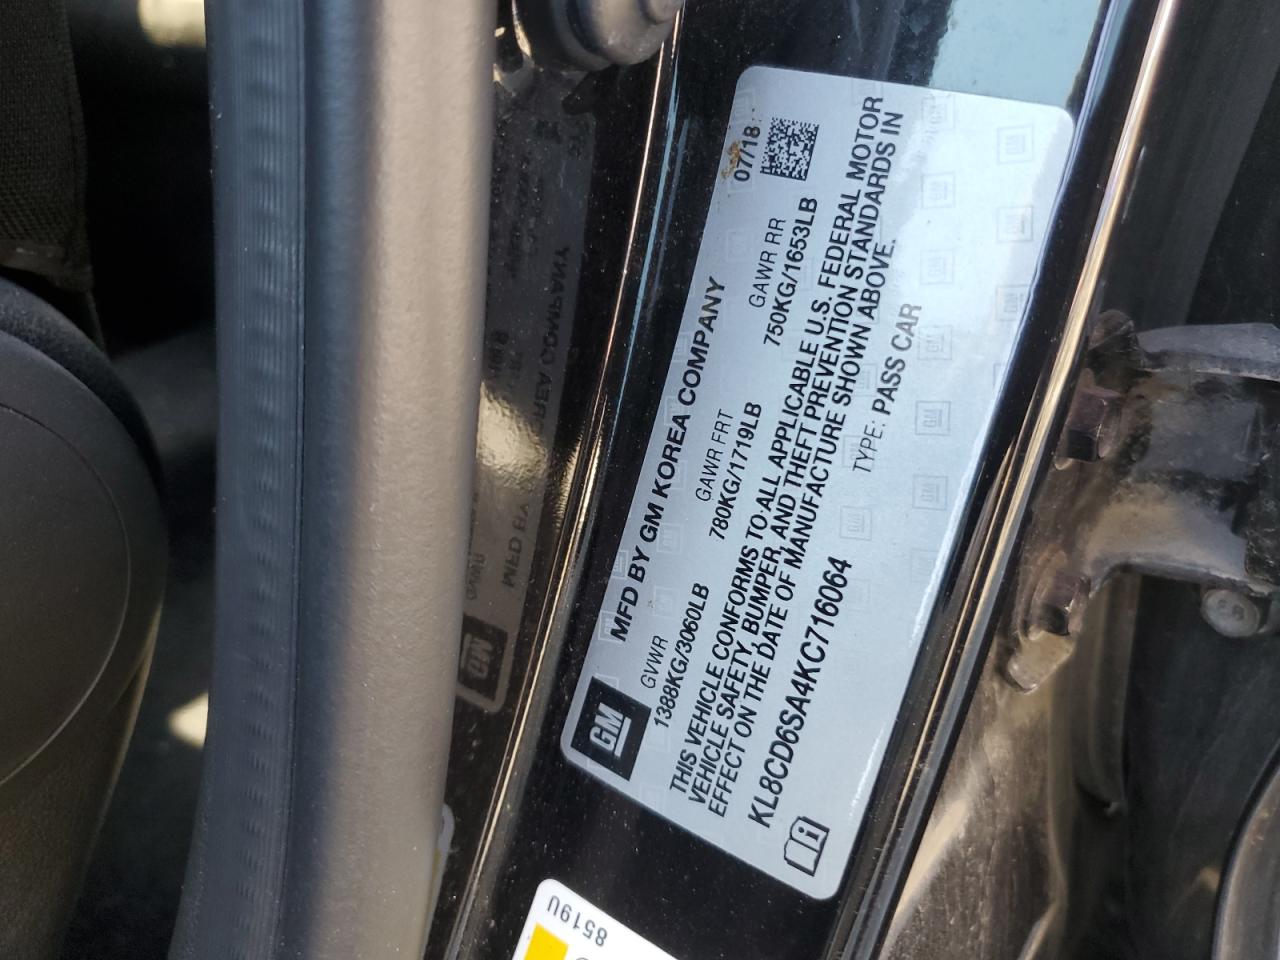 07/18
GM
MFD BY GM KOREA COMPANY
GVWR GAWR FRT GAWR RR
1388KG/3060LB 780KG/1719LB 750KG/1653LB
THIS VEHICLE CONFORMS TO ALL APPLICABLE U.S. FEDERAL MOTOR
VEHICLE SAFETY, BUMPER, AND THEFT PREVENTION STANDARDS IN
EFFECT ON THE DATE OF MANUFACTURE SHOWN ABOVE.
KL8CD6SA4KC716064 TYPE: PASS CAR
8519U